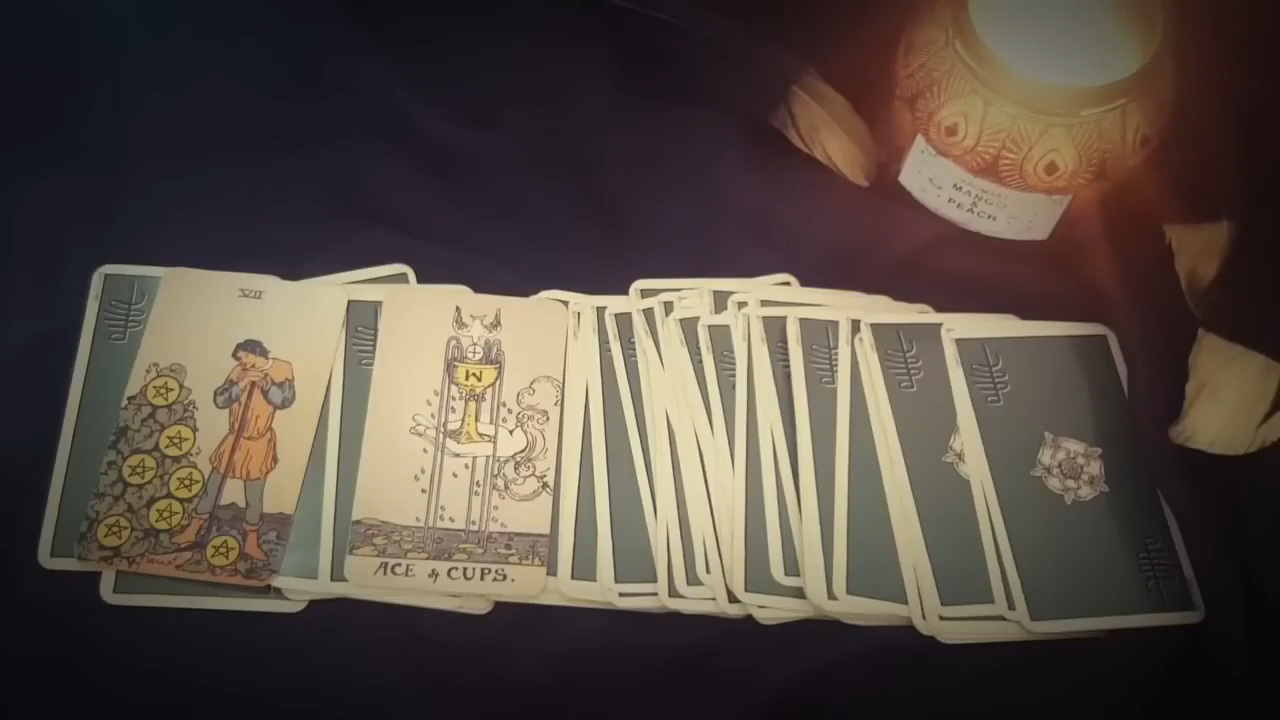 MANGO
&
PEACH
VII
M
ACE of CUPS.